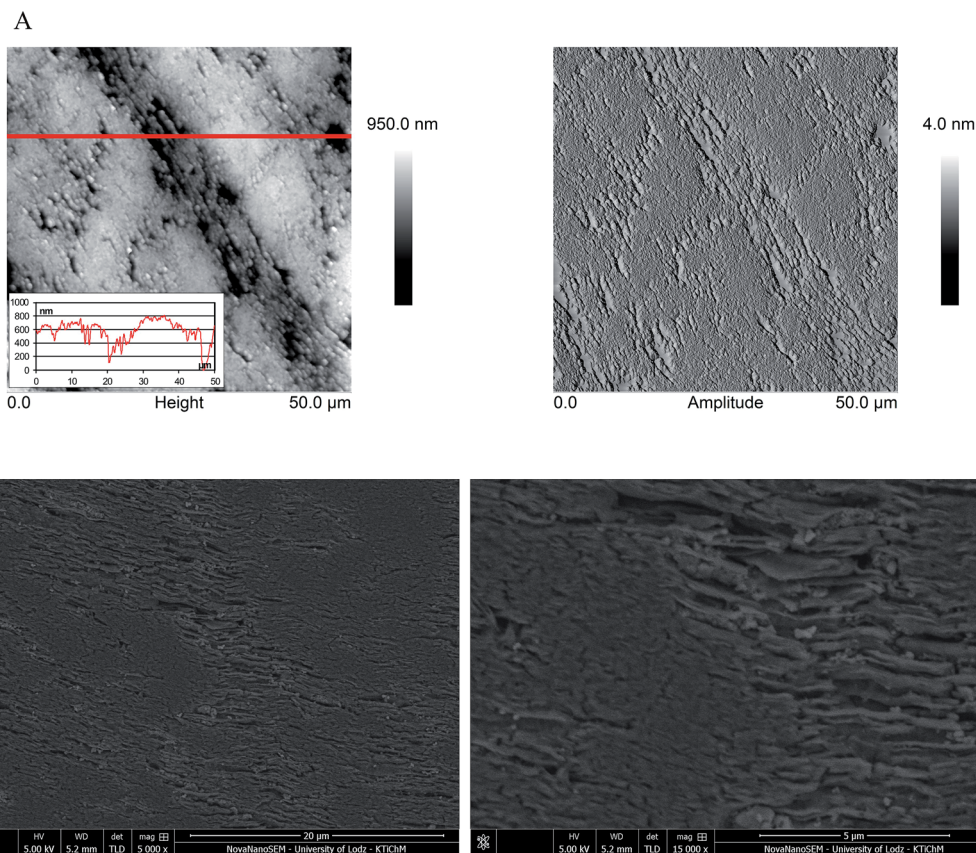 A
950.0 nm
4.0 nm
1000
800
600
400
200
0
nm
µm
0 10 20 30 40 50
0.0 Height 50.0 µm
0.0 Amplitude 50.0 µm
HV WD det mag 20 µm
5.00 kV 5.2 mm TLD 5 000 x NovaNanoSEM - University of Lodz - KTiChM
HV WD det mag 5 µm
5.00 kV 5.2 mm TLD 15 000 x NovaNanoSEM - University of Lodz - KTiChM